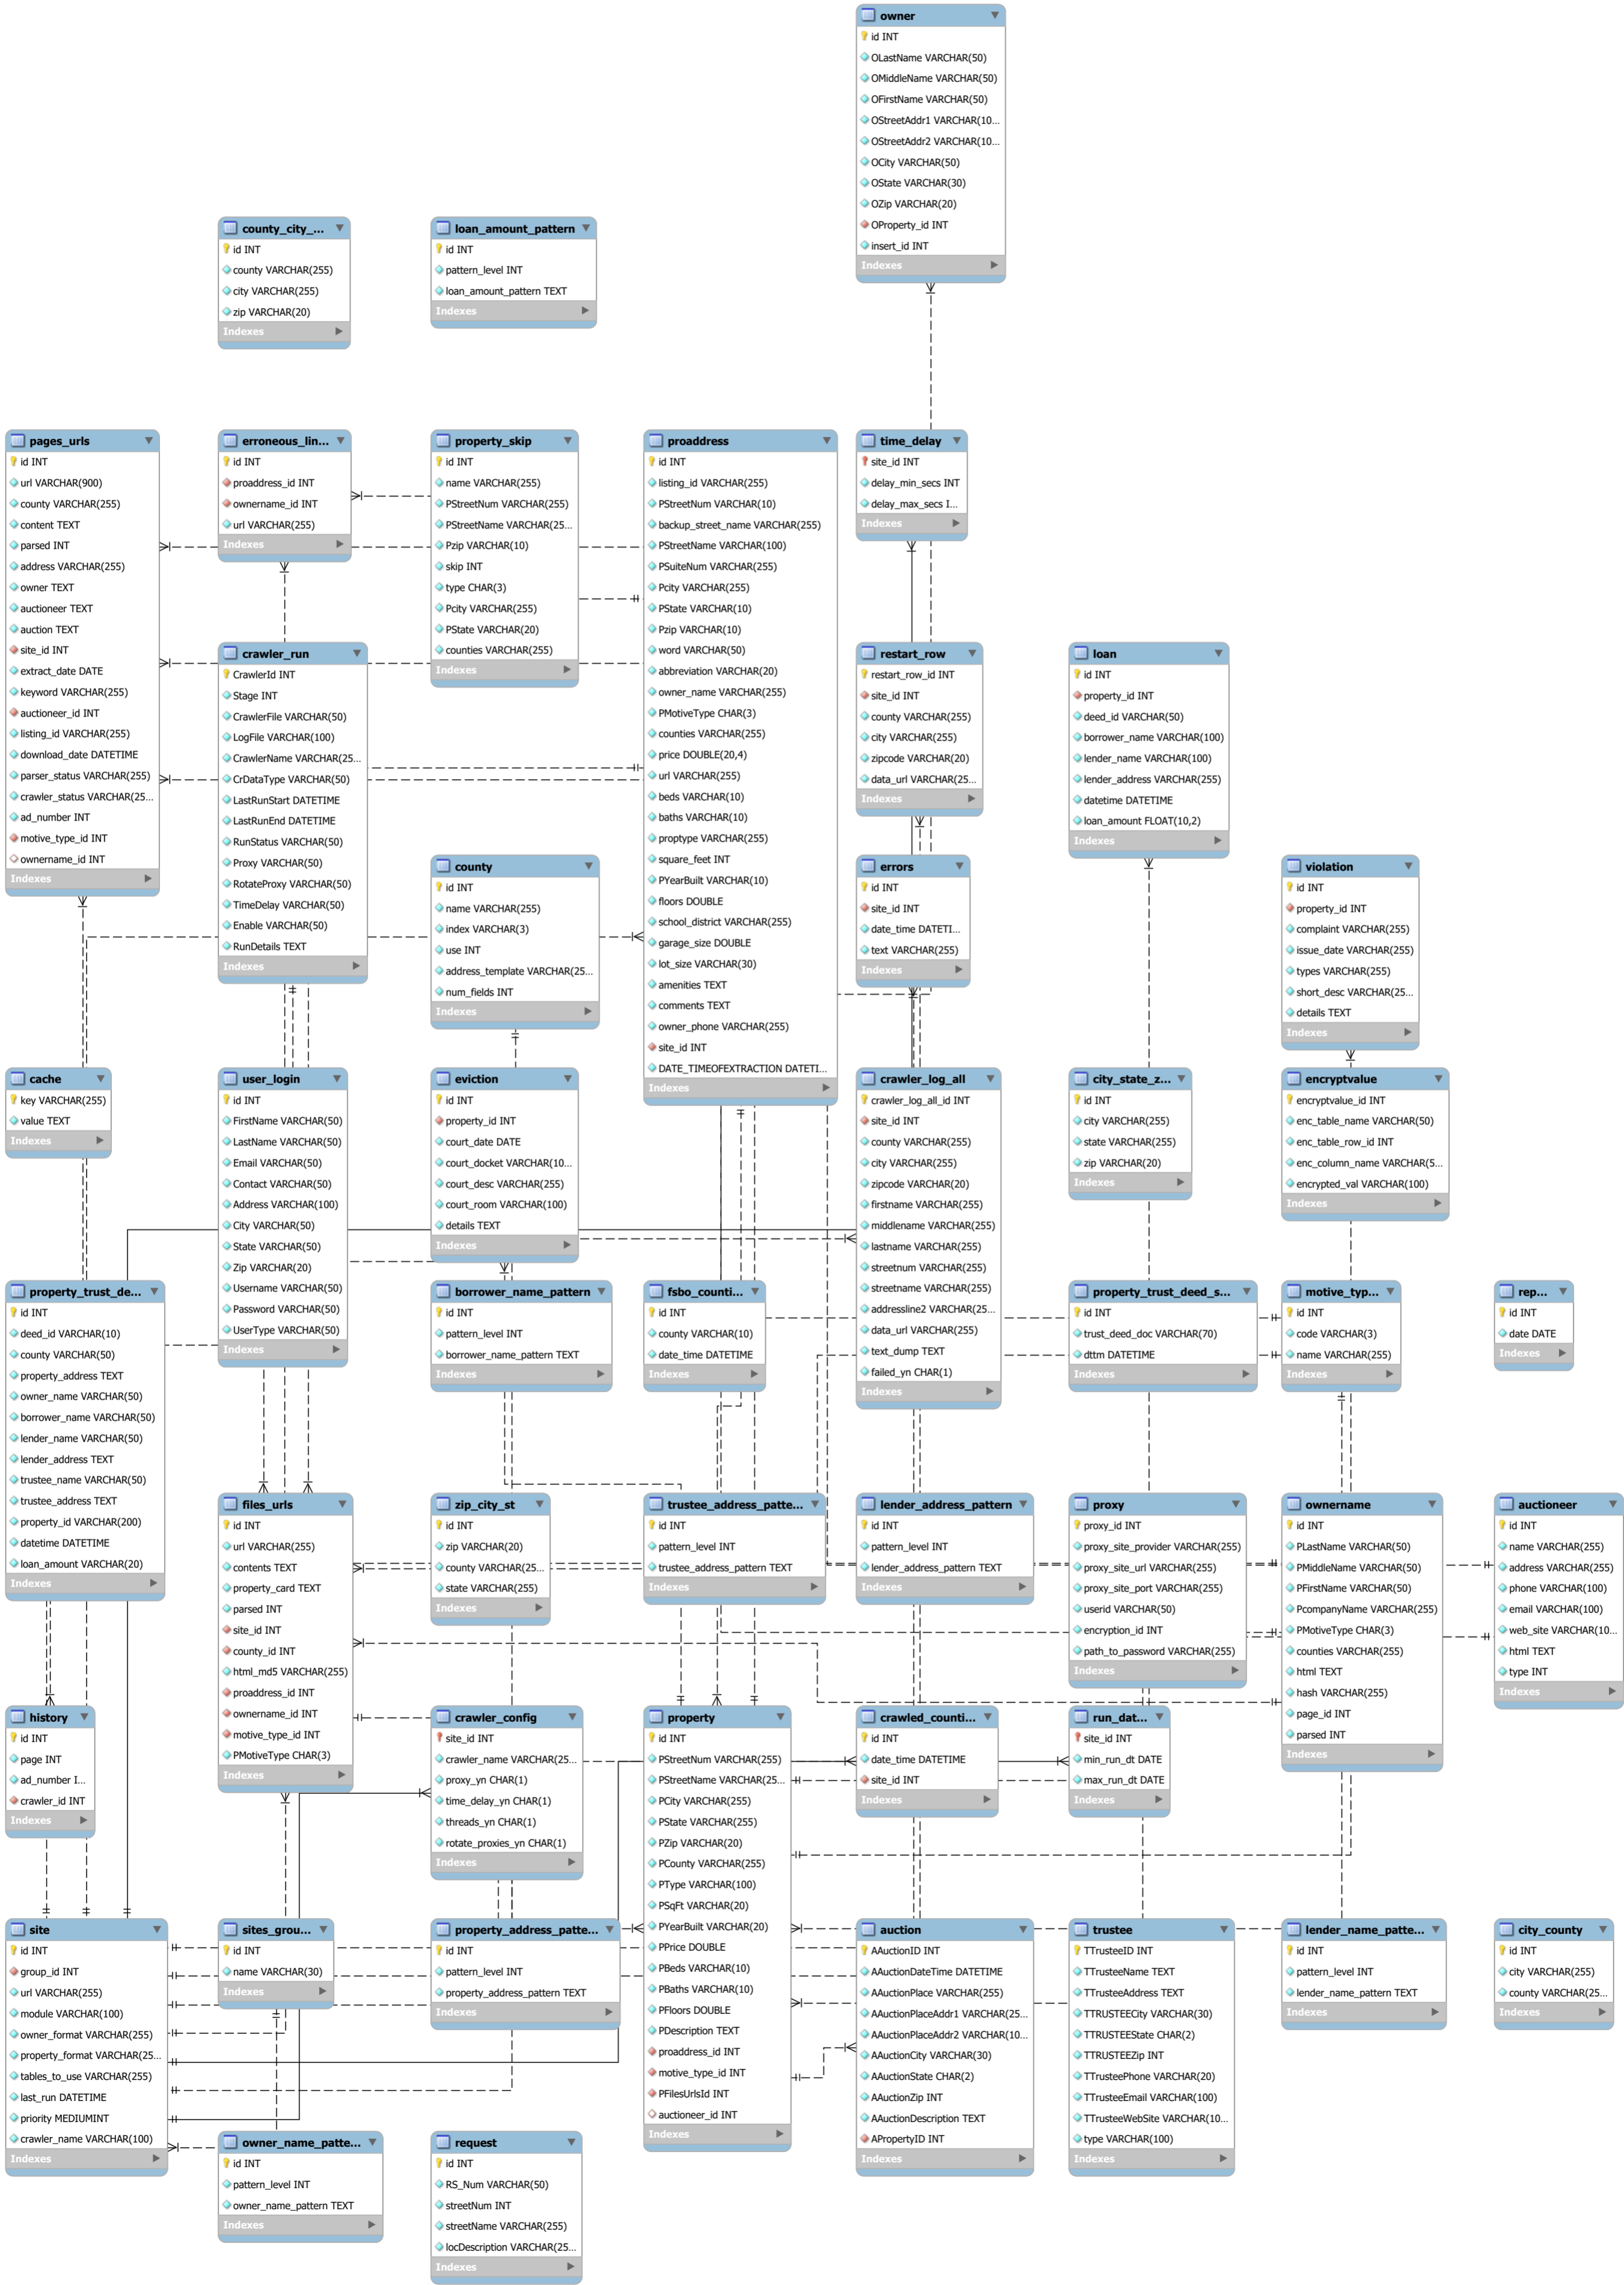 owner
id INT
OLastName VARCHAR(50)
OMiddleName VARCHAR(50)
OFirstName VARCHAR(50)
OStreetAddr1 VARCHAR(10...
OStreetAddr2 VARCHAR(10...
OCity VARCHAR(50)
OState VARCHAR(30)
OZip VARCHAR(20)
OProperty_id INT
insert_id INT
Indexes
county_city_...
id INT
county VARCHAR(255)
city VARCHAR(255)
zip VARCHAR(20)
Indexes
loan_amount_pattern
id INT
pattern_level INT
loan_amount_pattern TEXT
Indexes
pages_urls
id INT
url VARCHAR(900)
county VARCHAR(255)
content TEXT
parsed INT
address VARCHAR(255)
owner TEXT
auctioneer TEXT
auction TEXT
site_id INT
extract_date DATE
keyword VARCHAR(255)
auctioneer_id INT
listing_id VARCHAR(255)
download_date DATETIME
parser_status VARCHAR(255)
crawler_status VARCHAR(25...
ad_number INT
motive_type_id INT
ownername_id INT
Indexes
erroneous_lin...
id INT
proaddress_id INT
ownername_id INT
url VARCHAR(255)
Indexes
property_skip
id INT
name VARCHAR(255)
PStreetNum VARCHAR(255)
PStreetName VARCHAR(25...
Pzip VARCHAR(10)
skip INT
type CHAR(3)
Pcity VARCHAR(255)
PState VARCHAR(20)
counties VARCHAR(255)
Indexes
proaddress
id INT
listing_id VARCHAR(255)
PStreetNum VARCHAR(10)
backup_street_name VARCHAR(255)
PStreetName VARCHAR(100)
PSuiteNum VARCHAR(255)
Pcity VARCHAR(255)
PState VARCHAR(10)
Pzip VARCHAR(10)
word VARCHAR(50)
abbreviation VARCHAR(20)
owner_name VARCHAR(255)
PMotiveType CHAR(3)
counties VARCHAR(255)
price DOUBLE(20,4)
url VARCHAR(255)
beds VARCHAR(10)
baths VARCHAR(10)
proptype VARCHAR(255)
square_feet INT
PYearBuilt VARCHAR(10)
floors DOUBLE
school_district VARCHAR(255)
garage_size DOUBLE
lot_size VARCHAR(30)
amenities TEXT
comments TEXT
owner_phone VARCHAR(255)
site_id INT
DATE_TIMEOFEXTRACTION DATETI...
Indexes
time_delay
site_id INT
delay_min_secs INT
delay_max_secs I...
Indexes
crawler_run
CrawlerId INT
Stage INT
CrawlerFile VARCHAR(50)
LogFile VARCHAR(100)
CrawlerName VARCHAR(25...
CrDataType VARCHAR(50)
LastRunStart DATETIME
LastRunEnd DATETIME
RunStatus VARCHAR(50)
Proxy VARCHAR(50)
RotateProxy VARCHAR(50)
TimeDelay VARCHAR(50)
Enable VARCHAR(50)
RunDetails TEXT
Indexes
restart_row
restart_row_id INT
site_id INT
county VARCHAR(255)
city VARCHAR(255)
zipcode VARCHAR(20)
data_url VARCHAR(25...
Indexes
loan
id INT
property_id INT
deed_id VARCHAR(50)
borrower_name VARCHAR(100)
lender_name VARCHAR(100)
lender_address VARCHAR(255)
datetime DATETIME
loan_amount FLOAT(10,2)
Indexes
county
id INT
name VARCHAR(255)
index VARCHAR(3)
use INT
address_template VARCHAR(25...
num_fields INT
Indexes
errors
id INT
site_id INT
date_time DATETI...
text VARCHAR(255)
Indexes
violation
id INT
property_id INT
complaint VARCHAR(255)
issue_date VARCHAR(255)
types VARCHAR(255)
short_desc VARCHAR(25...
details TEXT
Indexes
cache
key VARCHAR(255)
value TEXT
Indexes
user_login
id INT
FirstName VARCHAR(50)
LastName VARCHAR(50)
Email VARCHAR(50)
Contact VARCHAR(50)
Address VARCHAR(100)
City VARCHAR(50)
State VARCHAR(50)
Zip VARCHAR(20)
Username VARCHAR(50)
Password VARCHAR(50)
UserType VARCHAR(50)
Indexes
eviction
id INT
property_id INT
court_date DATE
court_docket VARCHAR(10...
court_desc VARCHAR(255)
court_room VARCHAR(100)
details TEXT
Indexes
crawler_log_all
crawler_log_all_id INT
site_id INT
county VARCHAR(255)
city VARCHAR(255)
zipcode VARCHAR(20)
firstname VARCHAR(255)
middlename VARCHAR(255)
lastname VARCHAR(255)
streetnum VARCHAR(255)
streetname VARCHAR(255)
addressline2 VARCHAR(25...
data_url VARCHAR(255)
text_dump TEXT
failed_yn CHAR(1)
Indexes
city_state_z...
id INT
city VARCHAR(255)
state VARCHAR(255)
zip VARCHAR(20)
Indexes
encryptvalue
encryptvalue_id INT
enc_table_name VARCHAR(50)
enc_table_row_id INT
enc_column_name VARCHAR(5...
encrypted_val VARCHAR(100)
Indexes
property_trust_de...
id INT
deed_id VARCHAR(10)
county VARCHAR(50)
property_address TEXT
owner_name VARCHAR(50)
borrower_name VARCHAR(50)
lender_name VARCHAR(50)
lender_address TEXT
trustee_name VARCHAR(50)
trustee_address TEXT
property_id VARCHAR(200)
datetime DATETIME
loan_amount VARCHAR(20)
Indexes
borrower_name_pattern
id INT
pattern_level INT
borrower_name_pattern TEXT
Indexes
fsbo_counti...
id INT
county VARCHAR(10)
date_time DATETIME
Indexes
property_trust_deed_s...
id INT
trust_deed_doc VARCHAR(70)
dttm DATETIME
Indexes
motive_typ...
id INT
code VARCHAR(3)
name VARCHAR(255)
Indexes
rep...
id INT
date DATE
Indexes
files_urls
id INT
url VARCHAR(255)
contents TEXT
property_card TEXT
parsed INT
site_id INT
county_id INT
html_md5 VARCHAR(255)
proaddress_id INT
ownername_id INT
motive_type_id INT
PMotiveType CHAR(3)
Indexes
zip_city_st
id INT
zip VARCHAR(20)
county VARCHAR(25...
state VARCHAR(255)
Indexes
trustee_address_patte...
id INT
pattern_level INT
trustee_address_pattern TEXT
Indexes
lender_address_pattern
id INT
pattern_level INT
lender_address_pattern TEXT
Indexes
proxy
proxy_id INT
proxy_site_provider VARCHAR(255)
proxy_site_url VARCHAR(255)
proxy_site_port VARCHAR(255)
userid VARCHAR(50)
encryption_id INT
path_to_password VARCHAR(255)
Indexes
ownername
id INT
PLastName VARCHAR(50)
PMiddleName VARCHAR(50)
PFirstName VARCHAR(50)
PcompanyName VARCHAR(255)
PMotiveType CHAR(3)
counties VARCHAR(255)
html TEXT
hash VARCHAR(255)
page_id INT
parsed INT
Indexes
auctioneer
id INT
name VARCHAR(255)
address VARCHAR(255)
phone VARCHAR(100)
email VARCHAR(100)
web_site VARCHAR(10...
html TEXT
type INT
Indexes
history
id INT
page INT
ad_number I...
crawler_id INT
Indexes
crawler_config
site_id INT
crawler_name VARCHAR(25...
proxy_yn CHAR(1)
time_delay_yn CHAR(1)
threads_yn CHAR(1)
rotate_proxies_yn CHAR(1)
Indexes
property
id INT
PStreetNum VARCHAR(255)
PStreetName VARCHAR(25...
PCity VARCHAR(255)
PState VARCHAR(255)
PZip VARCHAR(20)
PCounty VARCHAR(255)
PType VARCHAR(100)
PSqFt VARCHAR(20)
PYearBuilt VARCHAR(20)
PPrice DOUBLE
PBeds VARCHAR(10)
PBaths VARCHAR(10)
PFloors DOUBLE
PDescription TEXT
proaddress_id INT
motive_type_id INT
PFilesUrlsId INT
auctioneer_id INT
Indexes
crawled_counti...
id INT
date_time DATETIME
site_id INT
Indexes
run_dat...
site_id INT
min_run_dt DATE
max_run_dt DATE
Indexes
site
id INT
group_id INT
url VARCHAR(255)
module VARCHAR(100)
owner_format VARCHAR(255)
property_format VARCHAR(25...
tables_to_use VARCHAR(255)
last_run DATETIME
priority MEDIUMINT
crawler_name VARCHAR(100)
Indexes
sites_grou...
id INT
name VARCHAR(30)
Indexes
property_address_patte...
id INT
pattern_level INT
property_address_pattern TEXT
Indexes
auction
AAuctionID INT
AAuctionDateTime DATETIME
AAuctionPlace VARCHAR(255)
AAuctionPlaceAddr1 VARCHAR(25...
AAuctionPlaceAddr2 VARCHAR(10...
AAuctionCity VARCHAR(30)
AAuctionState CHAR(2)
AAuctionZip INT
AAuctionDescription TEXT
APropertyID INT
Indexes
trustee
TTrusteeID INT
TTrusteeName TEXT
TTrusteeAddress TEXT
TTRUSTEECity VARCHAR(30)
TTRUSTEEState CHAR(2)
TTRUSTEEZip INT
TTrusteePhone VARCHAR(20)
TTrusteeEmail VARCHAR(100)
TTrusteeWebSite VARCHAR(10...
type VARCHAR(100)
Indexes
lender_name_patte...
id INT
pattern_level INT
lender_name_pattern TEXT
Indexes
city_county
id INT
city VARCHAR(255)
county VARCHAR(25...
Indexes
owner_name_patte...
id INT
pattern_level INT
owner_name_pattern TEXT
Indexes
request
id INT
RS_Num VARCHAR(50)
streetNum INT
streetName VARCHAR(255)
locDescription VARCHAR(25...
Indexes